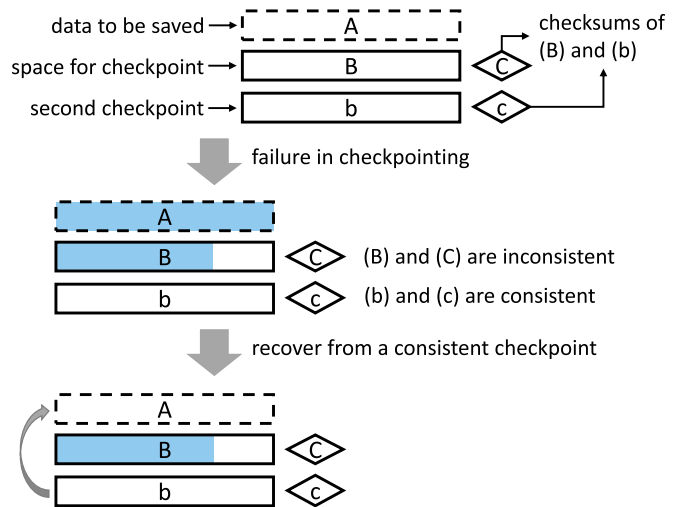 data to be saved
A
checksums of
(B) and (b)
space for checkpoint
B
C
second checkpoint
b
c
failure in checkpointing
A
B
C
(B) and (C) are inconsistent
b
c
(b) and (c) are consistent
recover from a consistent checkpoint
A
B
C
b
c